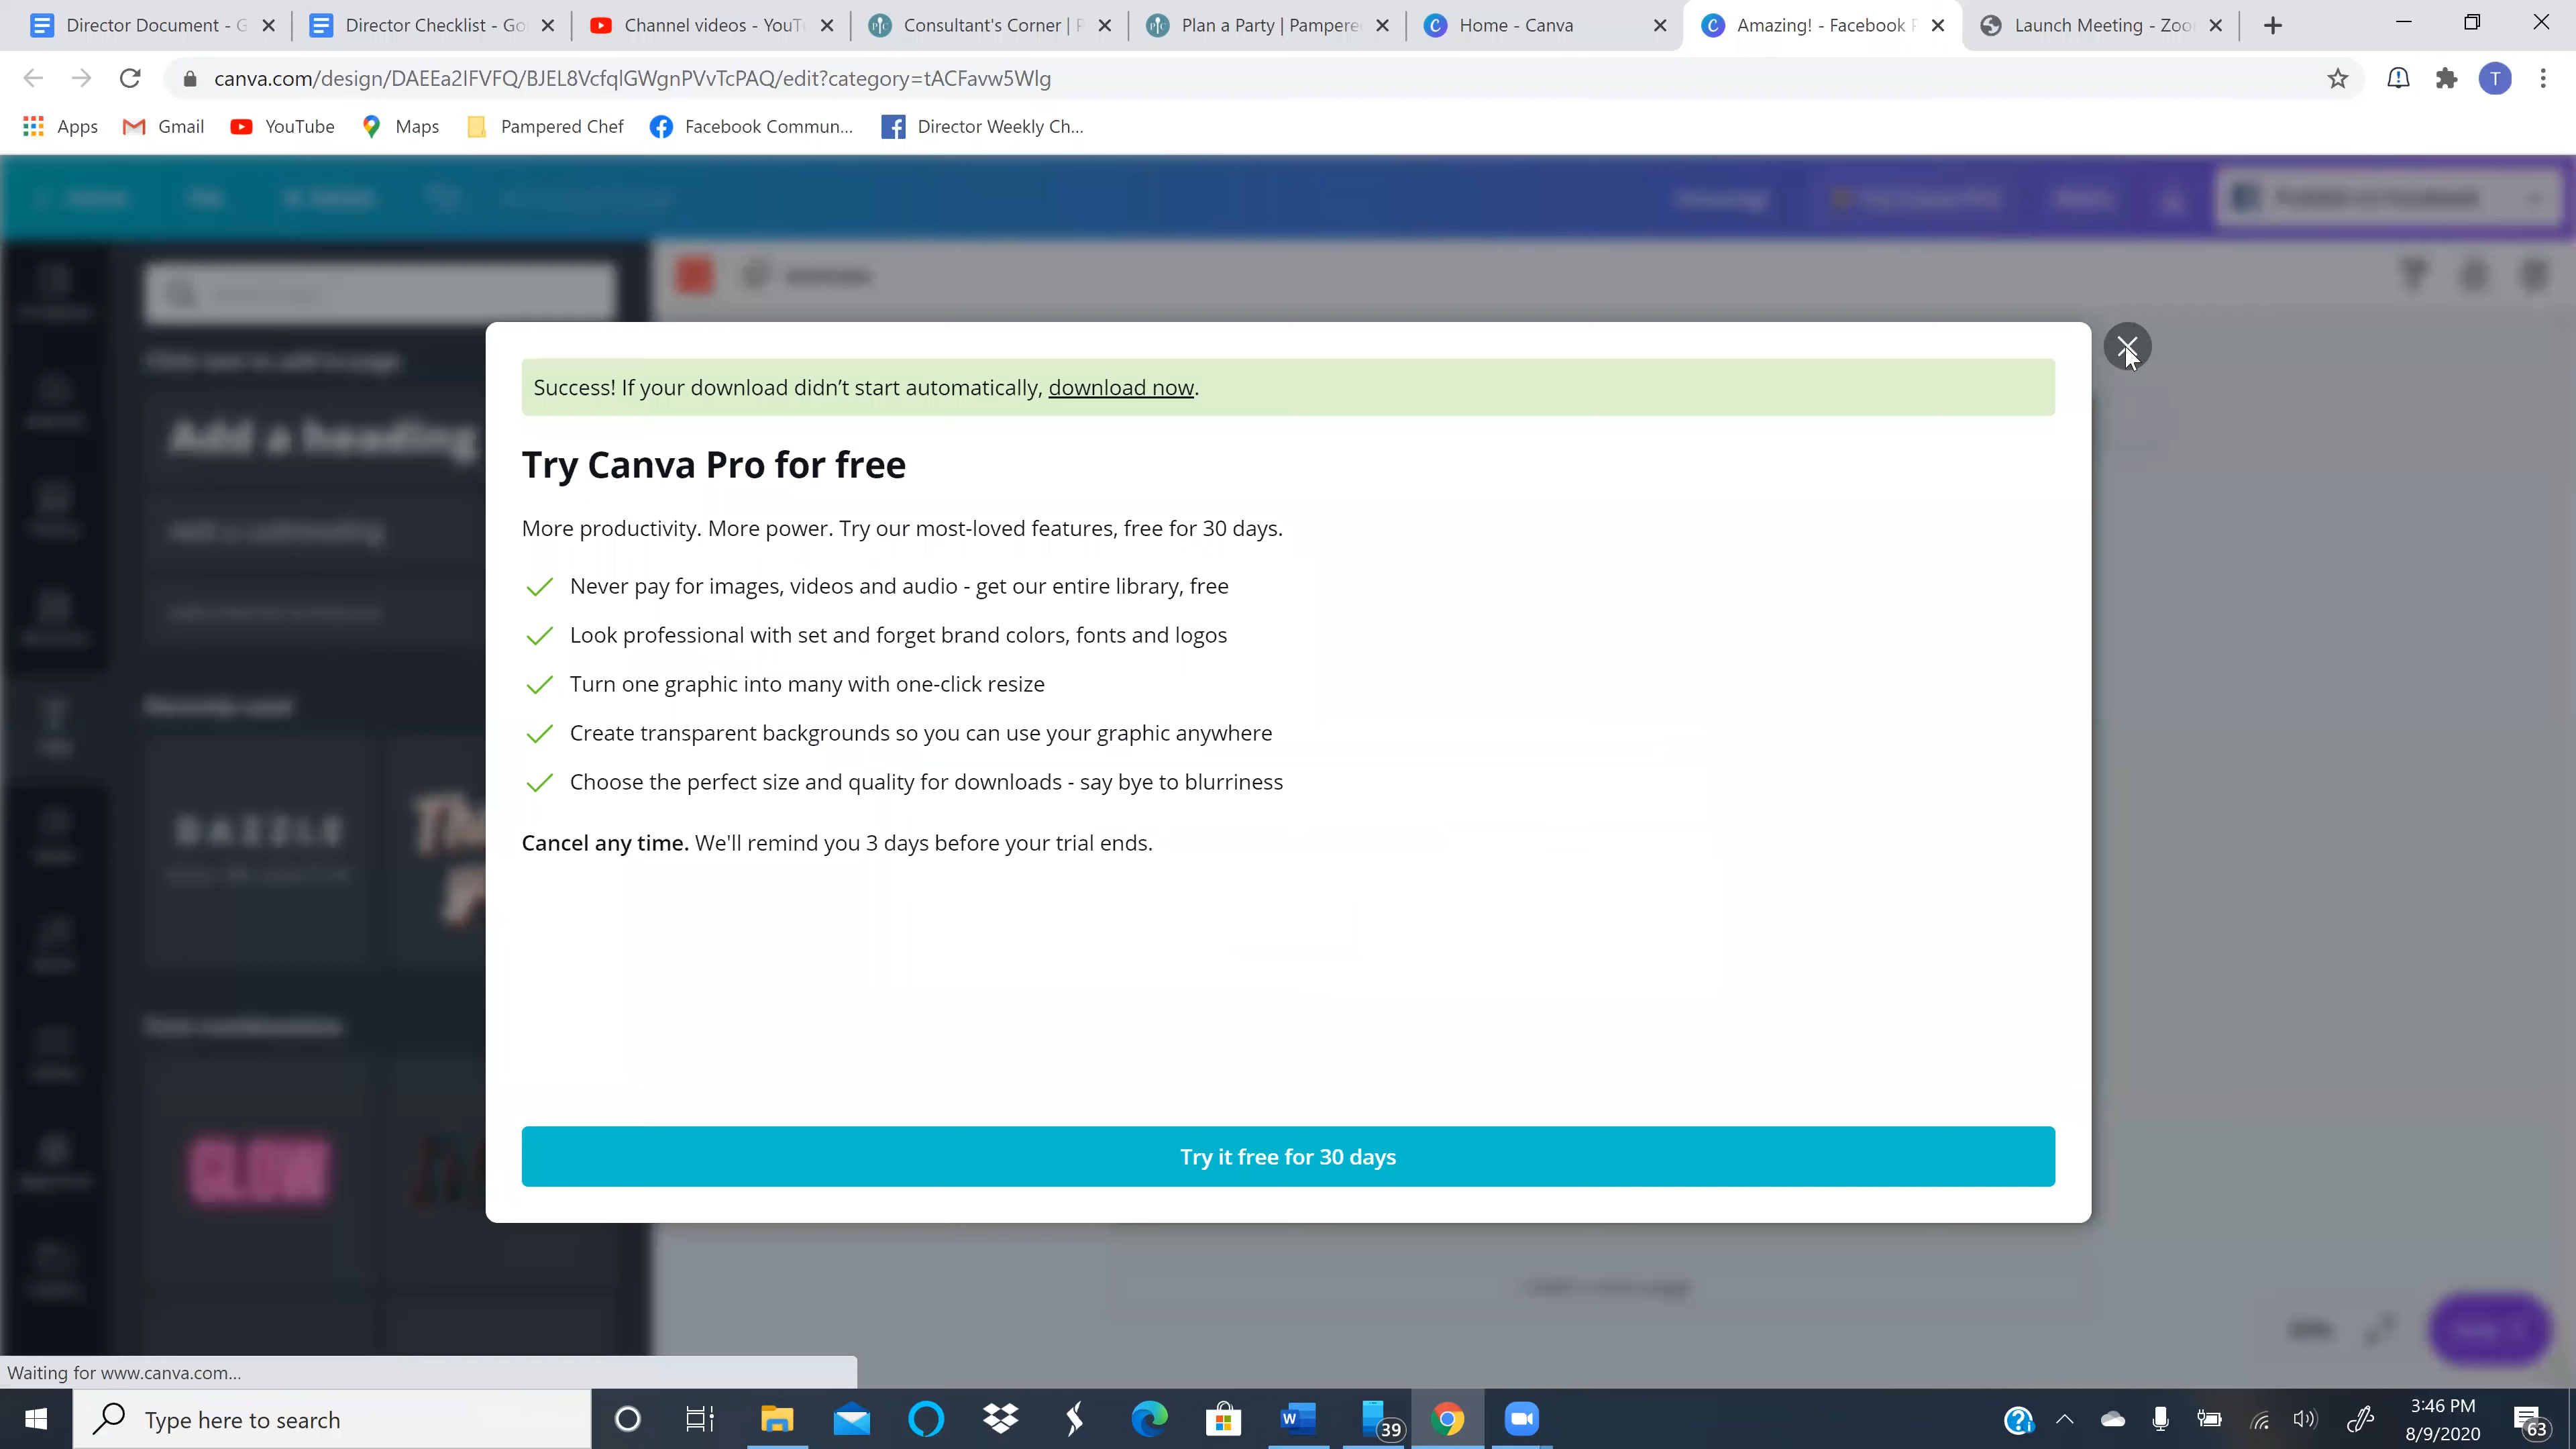 Director Document - G
Director Checklist - Go
Channel videos - YouTu
Consultant's Corner | P
Plan a Party | Pampere
Home - Canva
Amazing! - Facebook P
Launch Meeting - Zoo
canva.com/design/DAEEa2IFVFQ/BJEL8VcfqlGWgnPVvTcPAQ/edit?category=tACFavw5Wlg
T
Apps
Gmail
YouTube
Maps
Pampered Chef
Facebook Commun...
Director Weekly Ch...
Success! If your download didn't start automatically, download now.
Add a heading
Try Canva Pro for free
More productivity. More power. Try our most-loved features, free for 30 days.
Never pay for images, videos and audio - get our entire library, free
Look professional with set and forget brand colors, fonts and logos
Turn one graphic into many with one-click resize
Create transparent backgrounds so you can use your graphic anywhere
Choose the perfect size and quality for downloads - say bye to blurriness
DAZZLE
Cancel any time. We'll remind you 3 days before your trial ends.
GLOW
Try it free for 30 days
Waiting for www.canva.com...
Type here to search
39
3:46 PM
8/9/2020
63